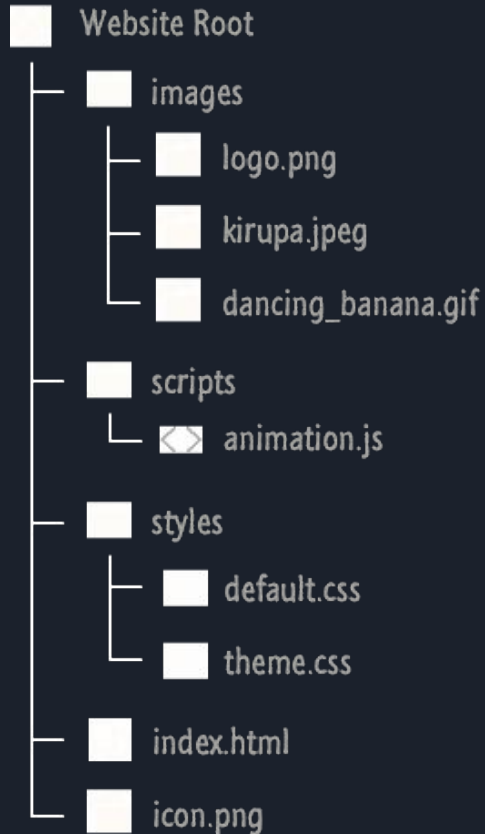 Website Root
images
logo.png
kirupa.jpeg
dancing_banana.gif
scripts
animation.js
styles
default.css
theme.css
index.html
icon.png